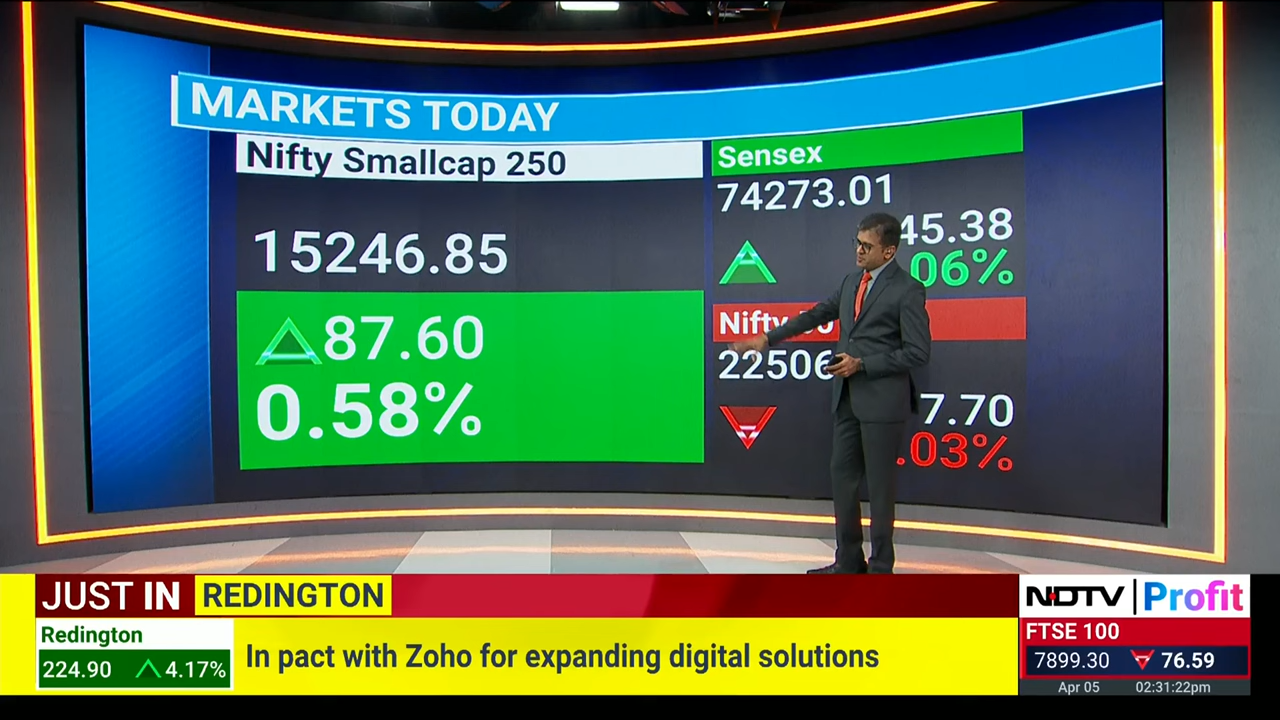 MARKETS TODAY
Nifty Smallcap 250
15246.85
87.60
0.58%
Sensex
74273.01
45.38
06%
Nifty
22506
7.70
.03%
JUST IN REDINGTON
Redington
224.90 4.17%
In pact with Zoho for expanding digital solutions
NDTV Profit
FTSE 100
7899.30 76.59
Apr 05 02:31:22pm